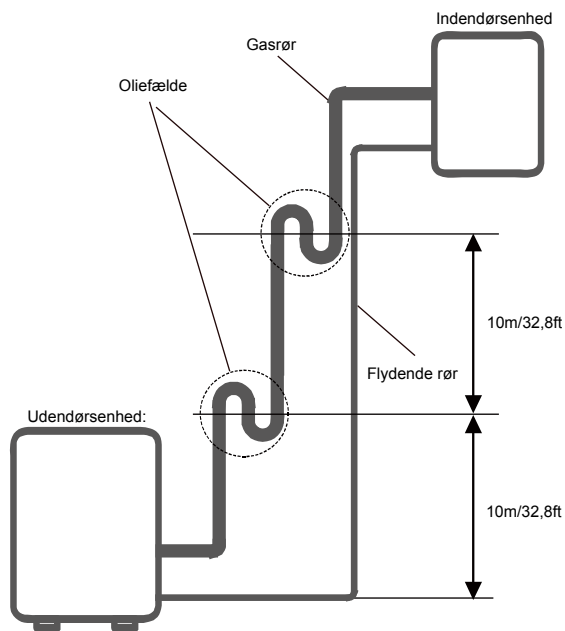 Indendørsenhed
Gasrør
Oliefælde
10m/32,8ft
Flydende rør
Udendørsenhed:
10m/32,8ft